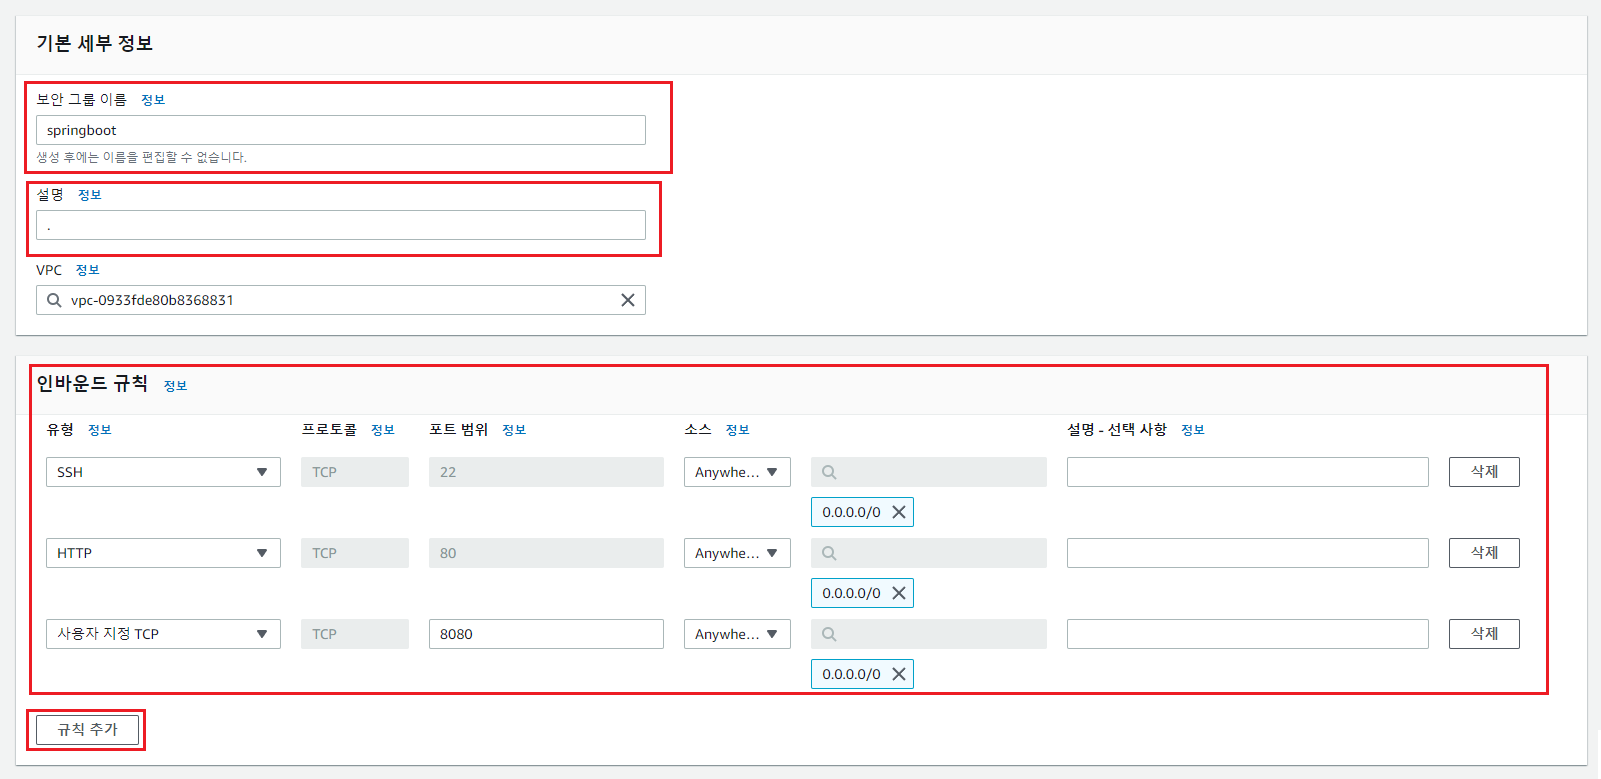 기본 세부 정보
보안 그룹 이름 정보
springboot
생성 후에는 이름을 편집할 수 없습니다.
설명 정보
.
VPC 정보
vpc-0933fde80b8368831
인바운드 규칙 정보
유형 정보 프로토콜 정보 포트 범위 정보 소스 정보 설명 - 선택 사항 정보
SSH TCP 22 Anywhe... 삭제
0.0.0.0/0
HTTP TCP 80 Anywhe... 삭제
0.0.0.0/0
사용자 지정 TCP TCP 8080 Anywhe... 삭제
0.0.0.0/0
규칙 추가